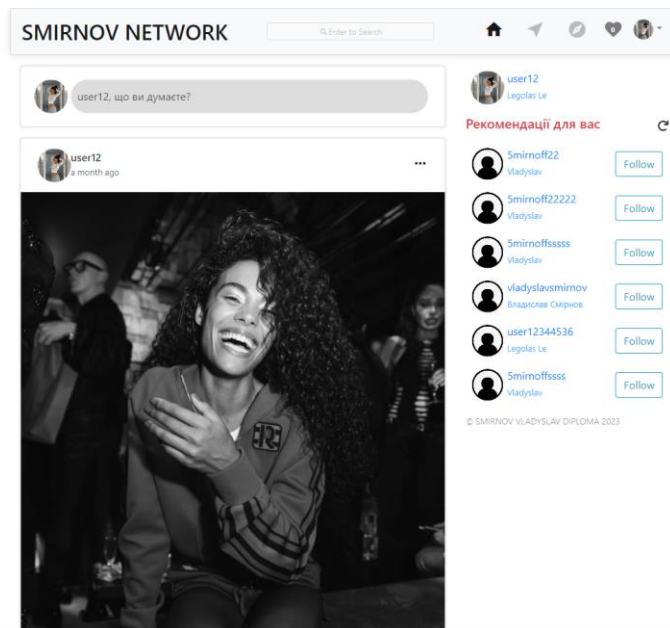 SMIRNOV NETWORK
Enter to Search
user12, що ви думаєте?
user12
a month ago
user12
Legolas Le
Рекомендації для вас
5mirnoff22
Vladyslav
Follow
5mirnoff22222
Vladyslav
Follow
5mirnoffsssss
Vladyslav
Follow
vladyslavsmirnov
Владислав Смірнов
Follow
user12344536
Legolas Le
Follow
5mirnoffssss
Vladyslav
Follow
© SMIRNOV VLADYSLAV DIPLOMA 2023